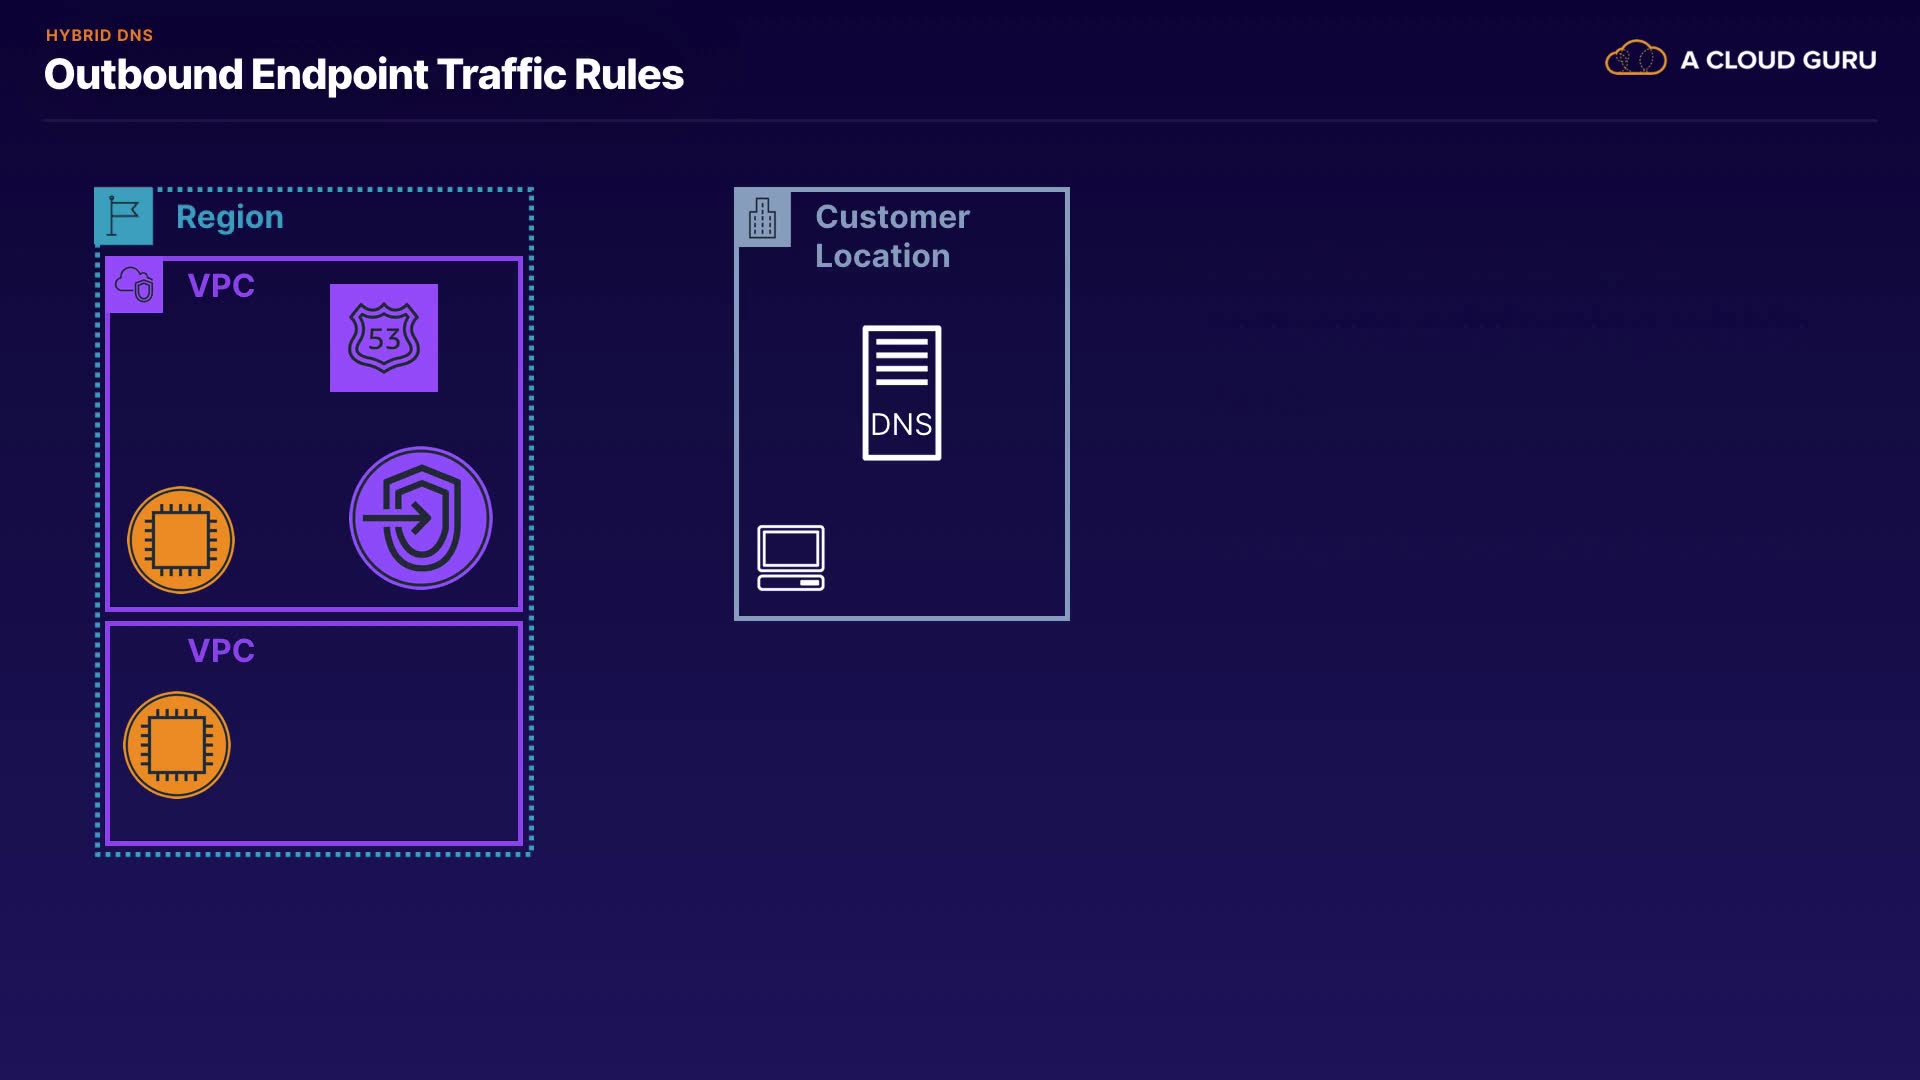 HYBRID DNS
Outbound Endpoint Traffic Rules
A CLOUD GURU
Region
VPC
53
VPC
Customer
Location
DNS